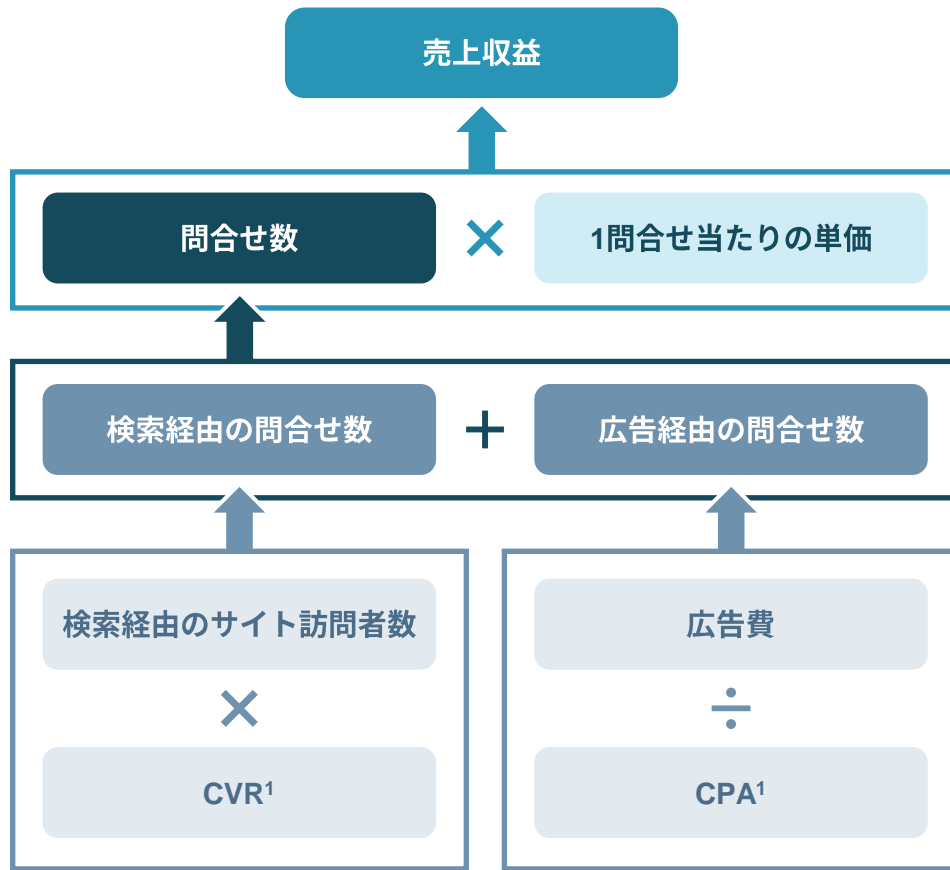 売上収益
問合せ数 × 1問合せ当たりの単価
検索経由の問合せ数 + 広告経由の問合せ数
検索経由のサイト訪問者数
×
CVR¹
広告費
÷
CPA¹